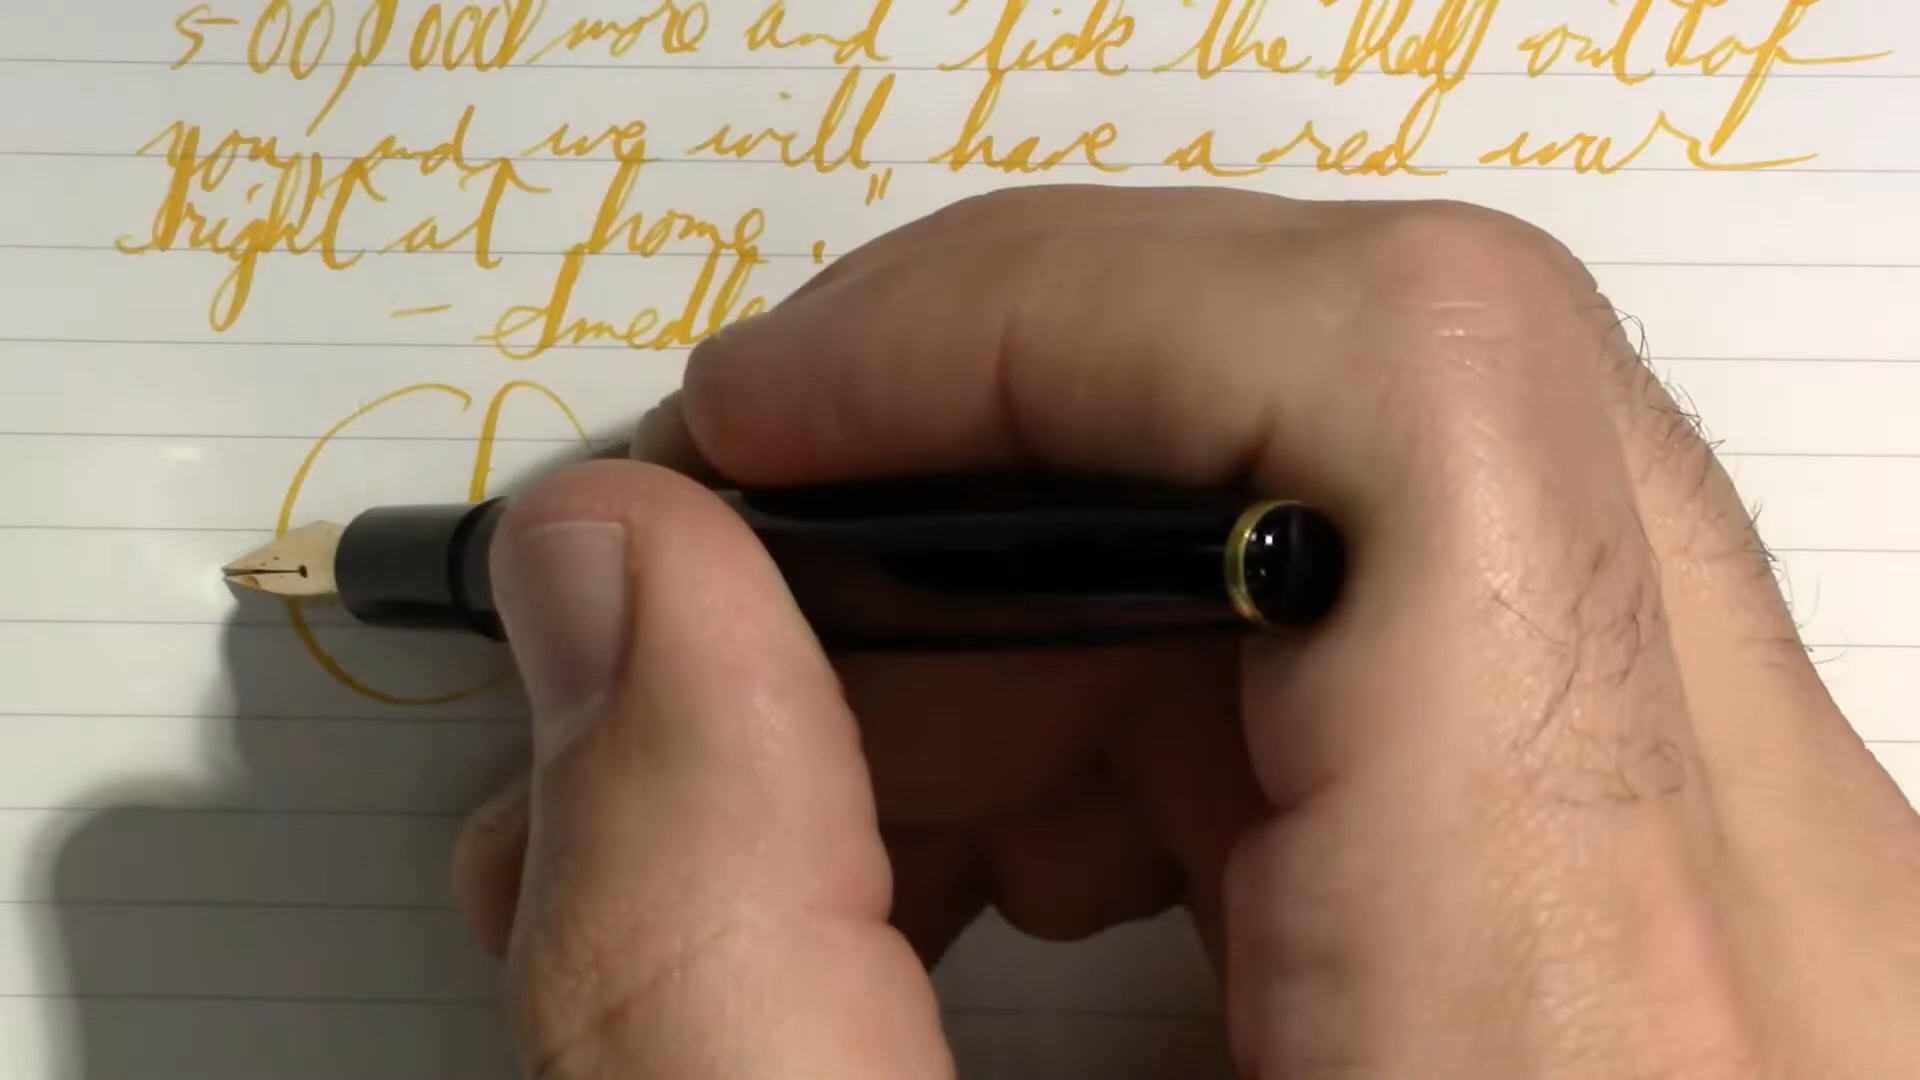 500,000 more and lick the hell out of
you, and we will have a real war
right at home."
- Smedle